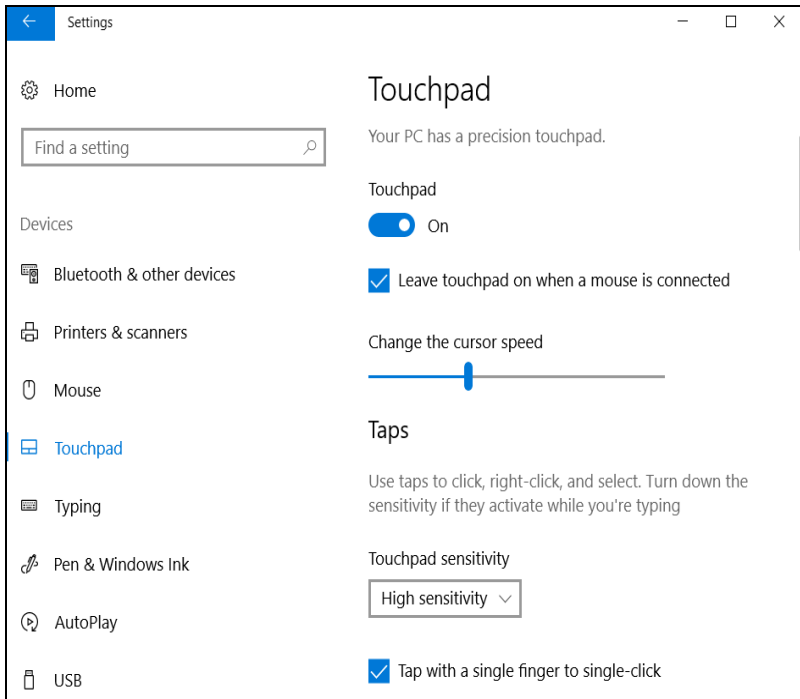 Settings
Home
Find a setting
Devices
Bluetooth & other devices
Printers & scanners
Mouse
Touchpad
Typing
Pen & Windows Ink
AutoPlay
USB
Touchpad
Your PC has a precision touchpad.
Touchpad
On
Leave touchpad on when a mouse is connected
Change the cursor speed
Taps
Use taps to click, right-click, and select. Turn down the
sensitivity if they activate while you're typing
Touchpad sensitivity
High sensitivity
Tap with a single finger to single-click